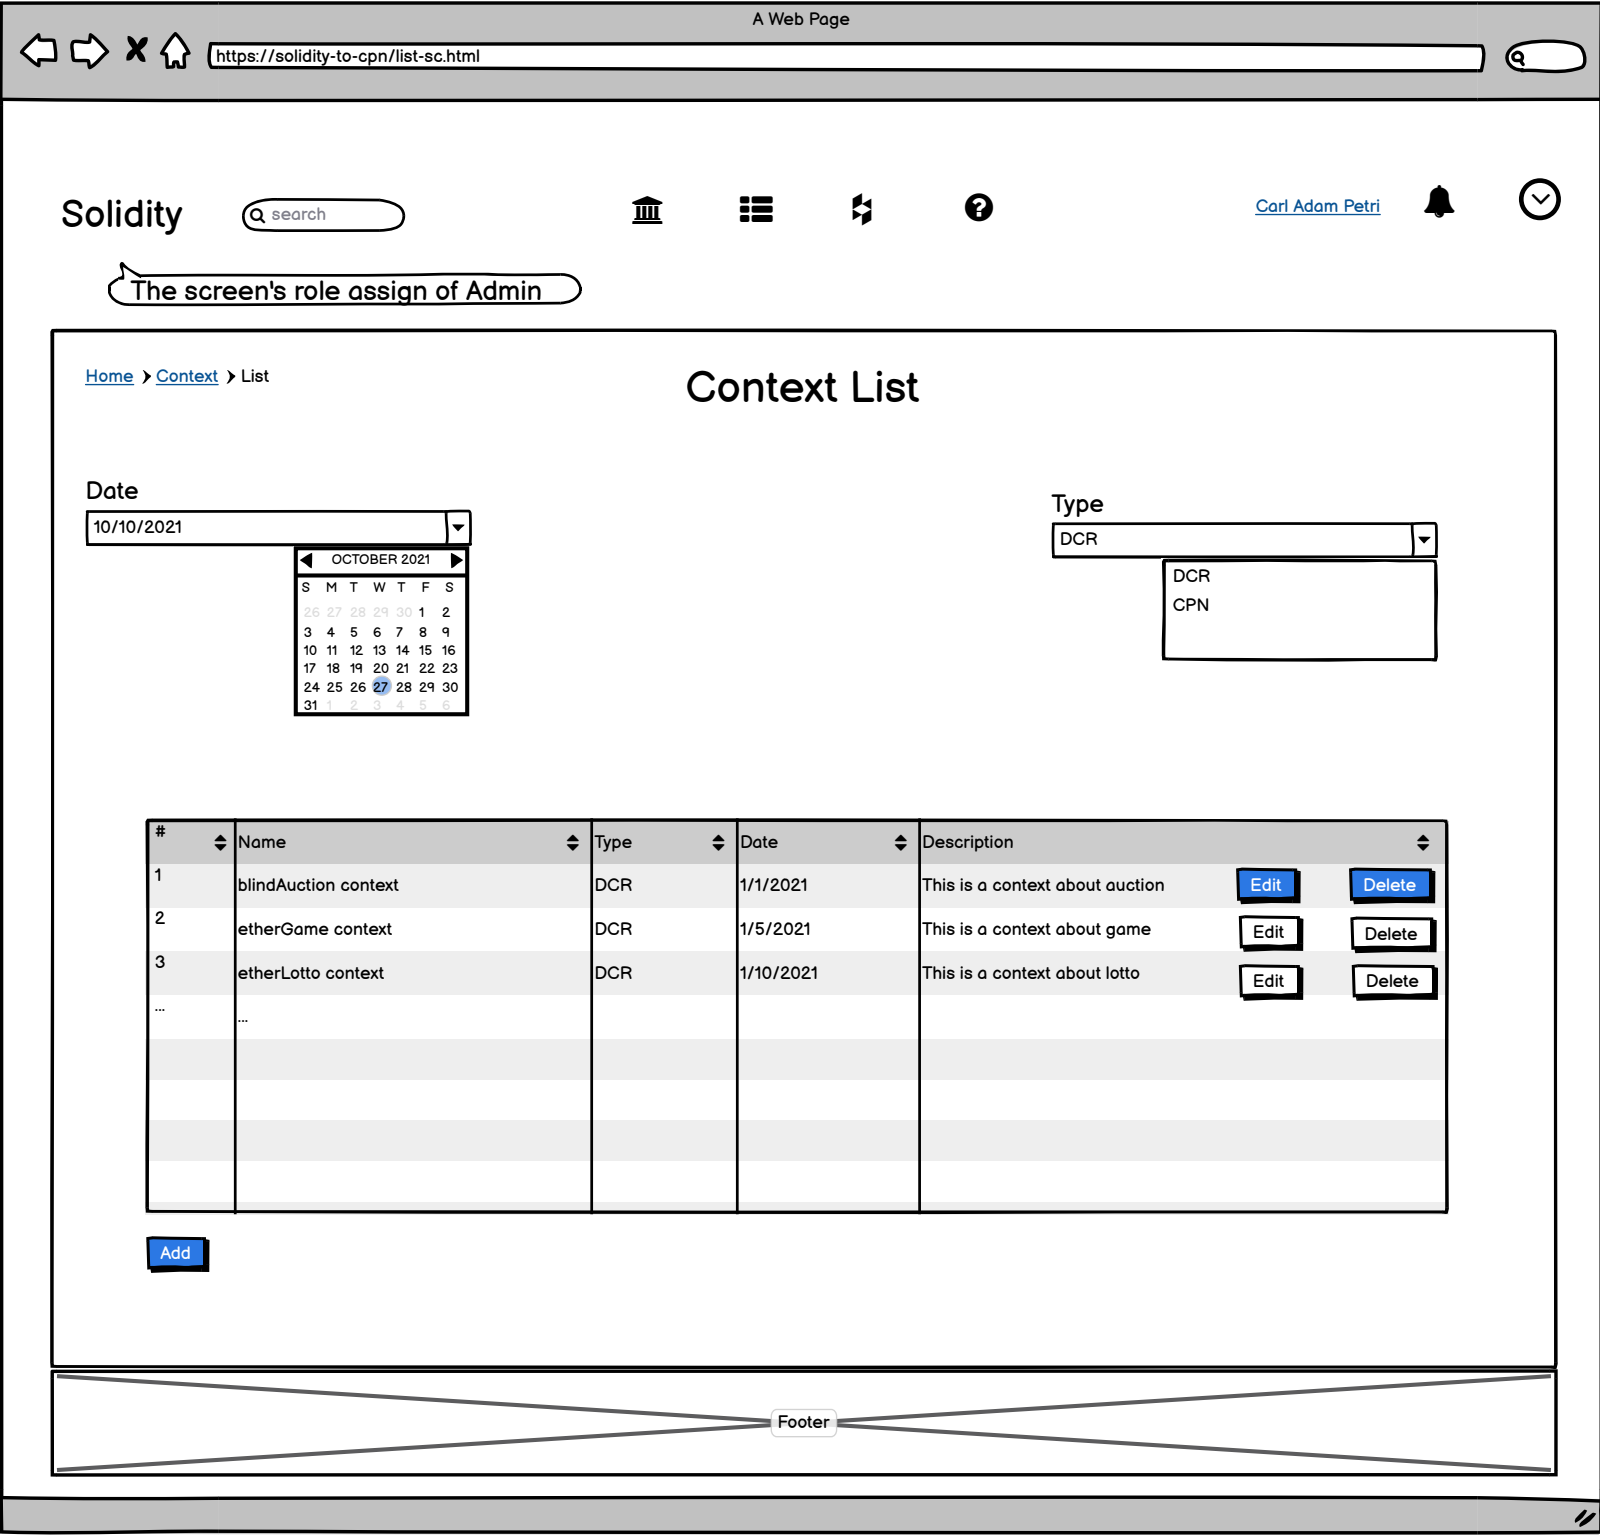 A Web Page
https://solidity-to-cpn/list-sc.html
Solidity
search
Carl Adam Petri
The screen's role assign of Admin
Home Context List
Context List
Date
10/10/2021
OCTOBER 2021
S M T W T F S
26 27 28 29 30 1 2
3 4 5 6 7 8 9
10 11 12 13 14 15 16
17 18 19 20 21 22 23
24 25 26 27 28 29 30
31 1 2 3 4 5 6
Type
DCR
DCR
CPN
# Name Type Date Description
1 blindAuction context DCR 1/1/2021 This is a context about auction Edit Delete
2 etherGame context DCR 1/5/2021 This is a context about game Edit Delete
3 etherLotto context DCR 1/10/2021 This is a context about lotto Edit Delete
... ...
Add
Footer